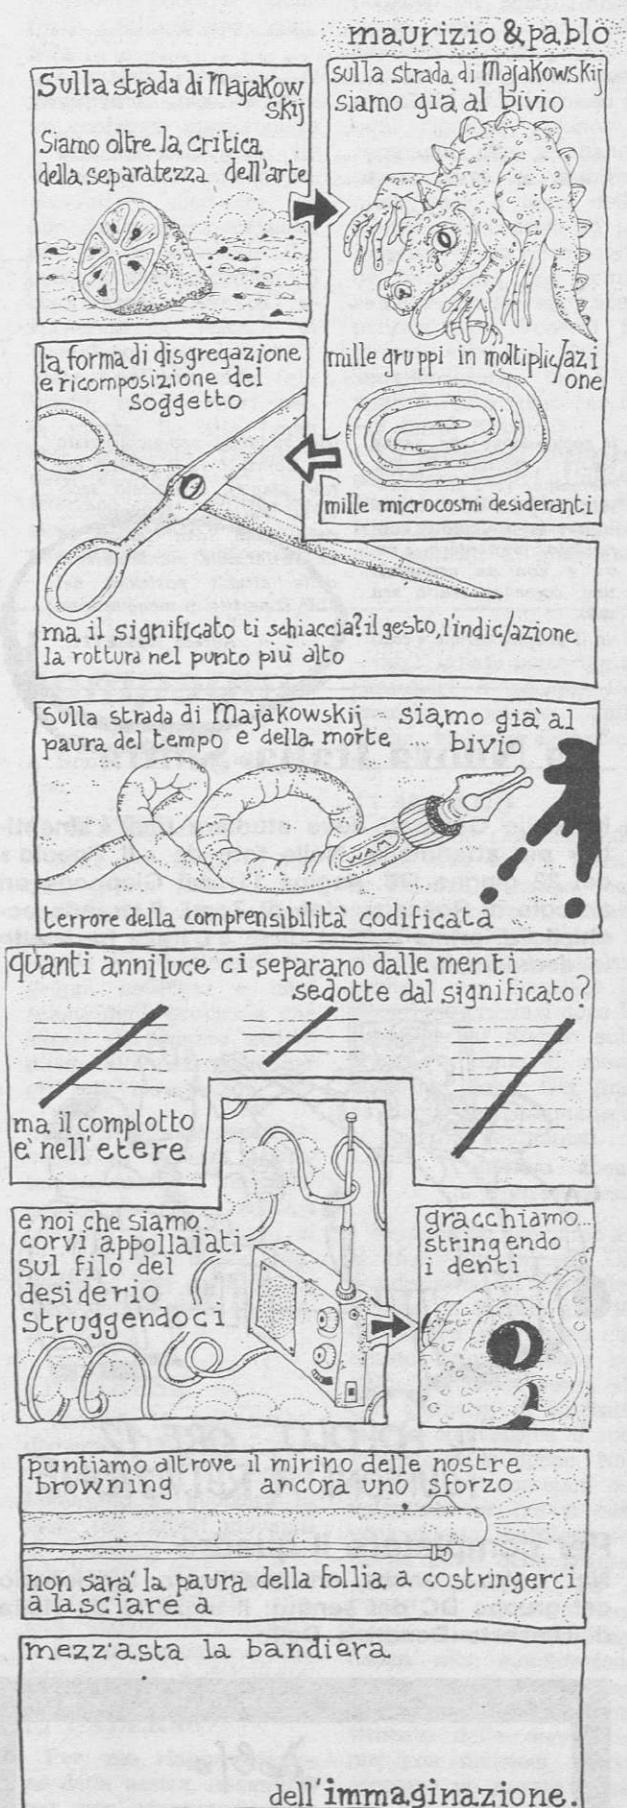 maurizio & pablo
Sulla strada di Majakow
skij
Siamo oltre la critica
della separatezza dell'arte
sulla strada di Majakowskij
siamo già al bivio
mille gruppi in moltiplic/azi
one
mille microcosmi desideranti
la forma di disgregazione
e ricomposizione del
soggetto
ma il significato ti schiaccia? il gesto, l'indic/azione
la rottura nel punto più alto
Sulla strada di Majakowskij - siamo già al
paura del tempo e della morte ... bivio
WAM
terrore della comprensibilità codificata
quanti anniluce ci separano dalle menti
sedotte dal significato?
ma il complotto
e' nell'etere
e noi che siamo
corvi appollaiati
sul filo del
desiderio
struggendoci
gracchiamo...
stringendo
i denti
puntiamo altrove il mirino delle nostre
browning ancora uno sforzo
non sara' la paura della follia a costringerci
a lasciare a
mezz'asta la bandiera
dell'immaginazione.